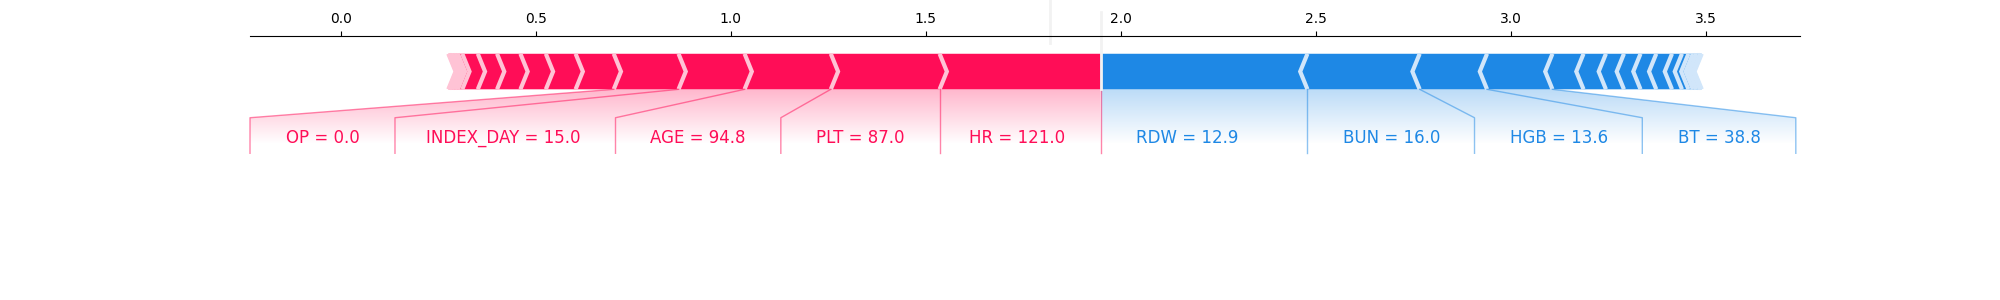 0.0 0.5 1.0 1.5 2.0 2.5 3.0 3.5
OP = 0.0 INDEX_DAY = 15.0 AGE = 94.8 PLT = 87.0 HR = 121.0 RDW = 12.9 BUN = 16.0 HGB = 13.6 BT = 38.8